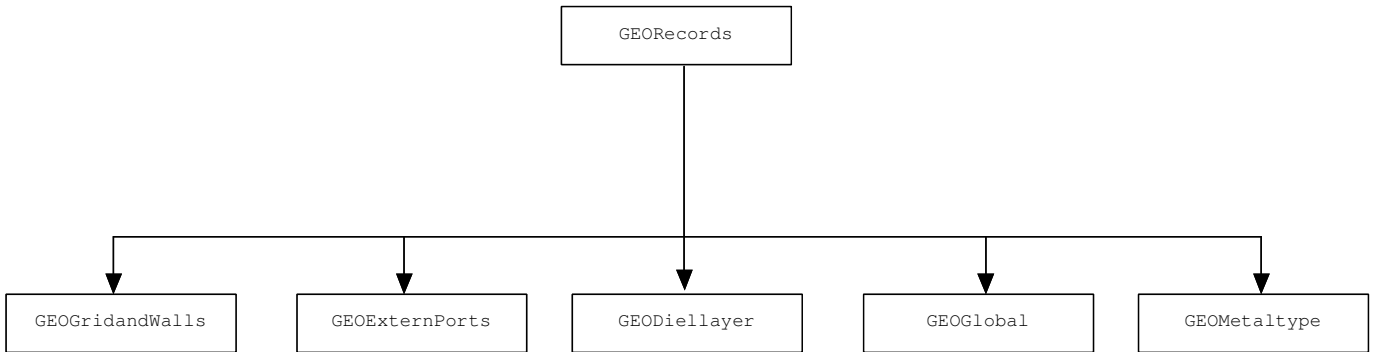 GEORecords
GEOGridandWalls
GEOExternPorts
GEODiellayer
GEOGlobal
GEOMetaltype